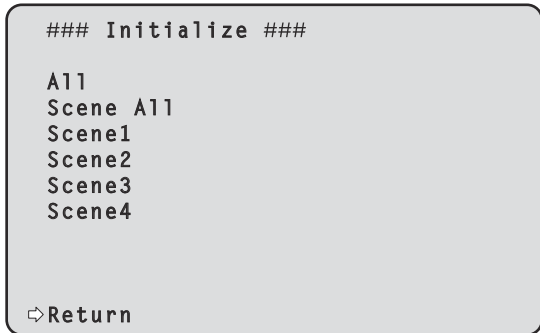 ### Initialize ###
All
Scene All
Scene1
Scene2
Scene3
Scene4
⇨Return